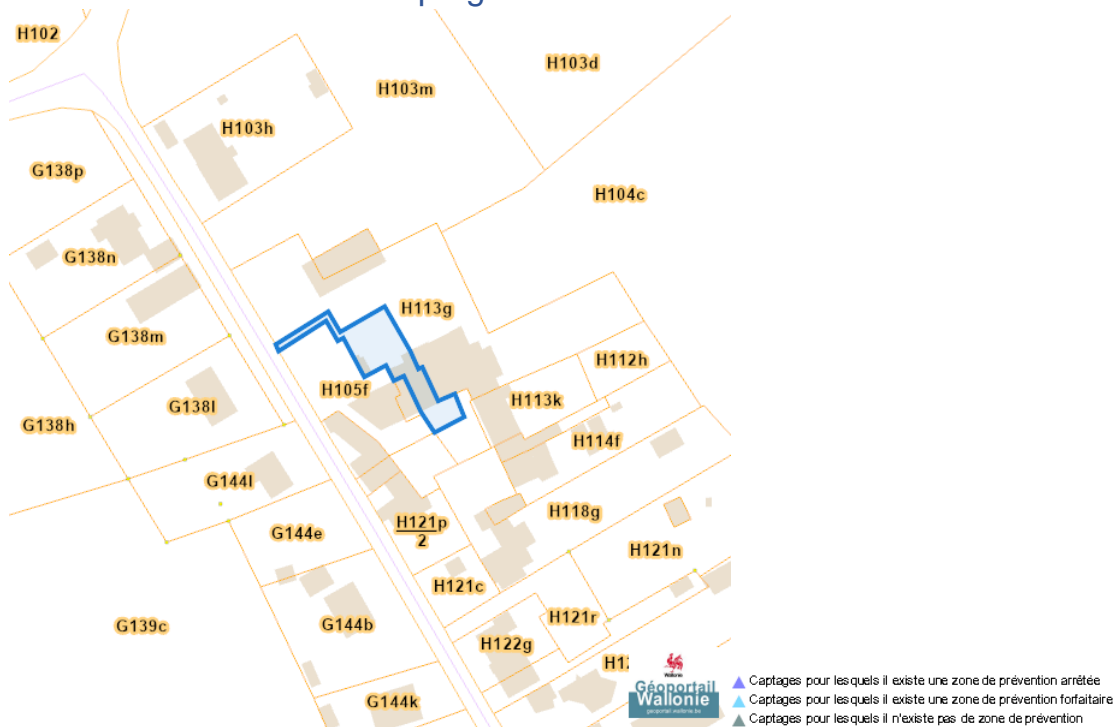 H102
H103d
H103m
H103h
G138p
H104c
G138n
H113g
G138m
H112h
H105f
H113k
G138l
G138h
H114f
G144l
H118g
H121p
2
G144e
H121n
H121c
H121r
G139c
G144b
H122g
G144k
Wallonie
Géoportail
Wallonie
geoportail.wallonie.be
Captages pour lesquels il existe une zone de prévention arrêtée
Captages pour lesquels il existe une zone de prévention forfaitaire
Captages pour lesquels il n'existe pas de zone de prévention